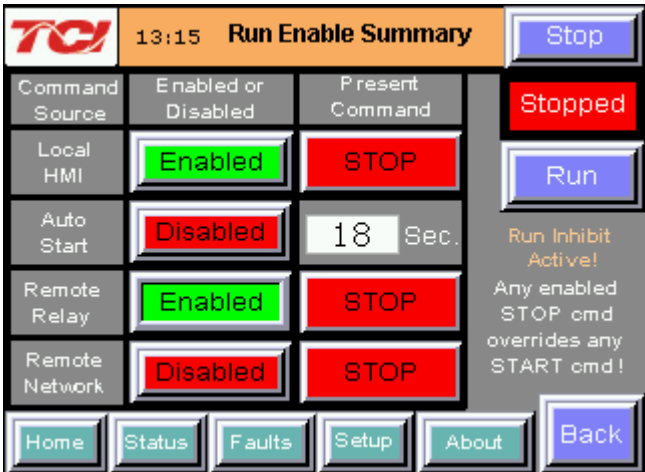 TCI 13:15 Run Enable Summary Stop
Command
Source
Enabled or
Disabled
Present
Command
Stopped
Local
HMI
Enabled
STOP
Run
Auto
Start
Disabled
18 Sec.
Run Inhibit
Active!
Remote
Relay
Enabled
STOP
Any enabled
STOP cmd
overrides any
START cmd!
Remote
Network
Disabled
STOP
Home Status Faults Setup About Back